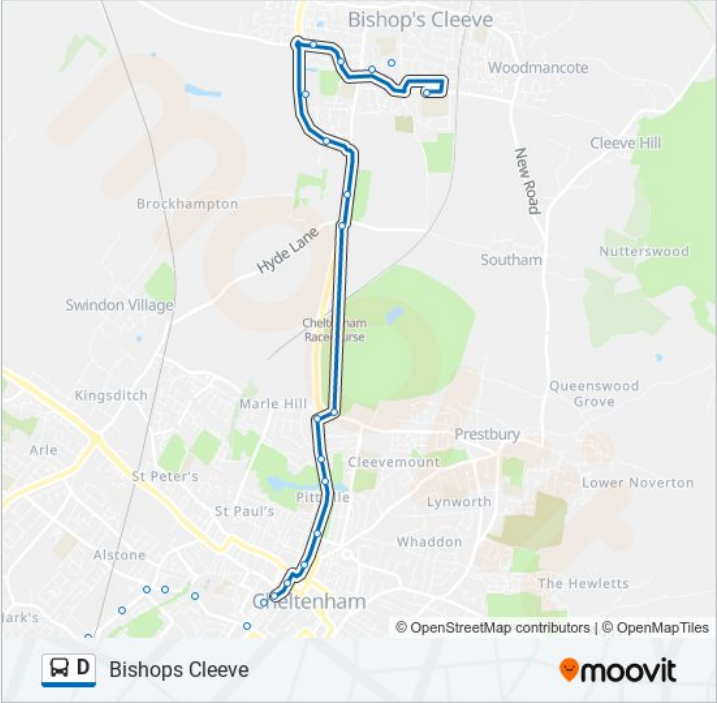 Bishop's Cleeve
Woodmancote
Cleeve Hill
New Road
Brockhampton
Hyde Lane
Nutterswood
Southam
Swindon Village
Cheltenham
Racecourse
Queenswood
Grove
Kingsditch
Marle Hill
Prestbury
Arle
Cleevemount
St Peter's
Lower Noverton
Pittville
Lynworth
St Paul's
Whaddon
Alstone
The Hewletts
Cheltenham
lark's
© OpenStreetMap contributors | © OpenMapTiles
D Bishops Cleeve
moovit